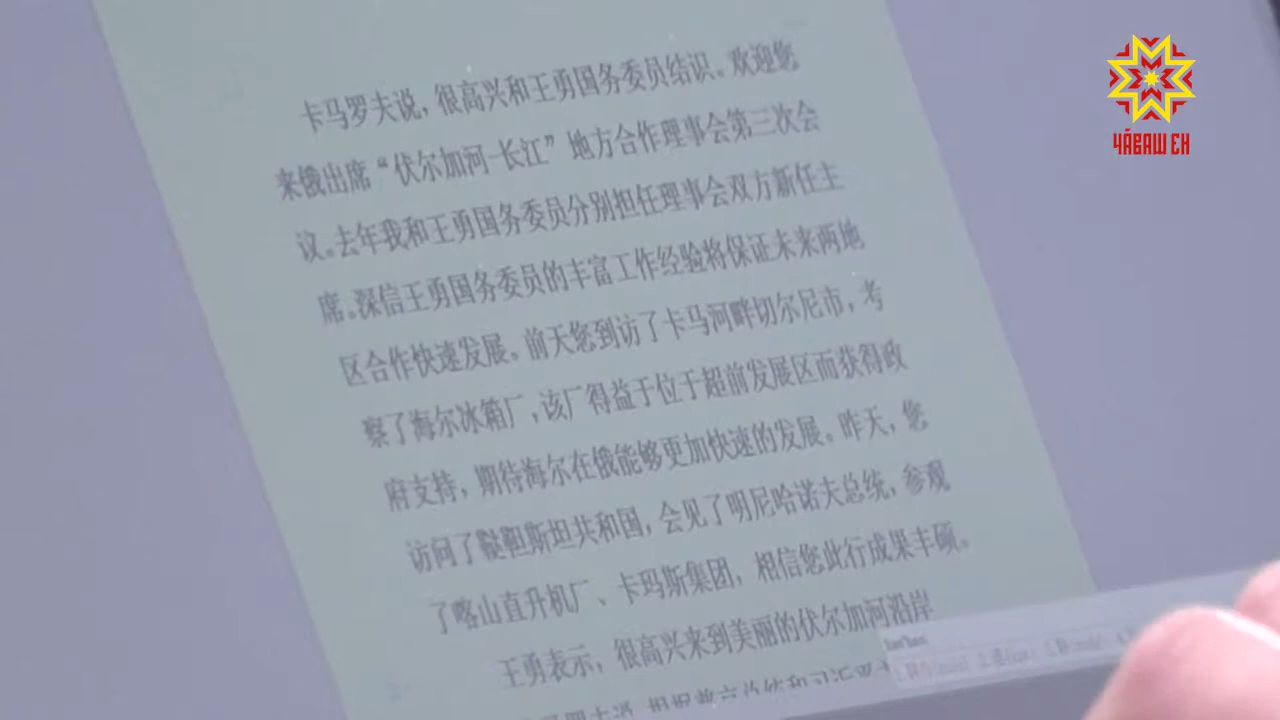 卡马罗夫说，很高兴和王勇国务委员结识。欢迎您
来俄出席“伏尔加河-长江”地方合作理事会第三次会
议。去年我和王勇国务委员分别担任理事会双方新任主
席。深信王勇国务委员的丰富工作经验将保证未来两地
区合作快速发展。前天您到访了卡马河畔切尔尼市，考
察了海尔冰箱厂，该厂得益于位于超前发展区而获得政
府支持，期待海尔在俄能够更加快速的发展。昨天，您
访问了鞑靼斯坦共和国，会见了明尼哈诺夫总统，参观
了喀山直升机厂、卡玛斯集团，相信您此行成果丰硕。
王勇表示，很高兴来到美丽的伏尔加河沿岸
ЧӐВАШ ЕН